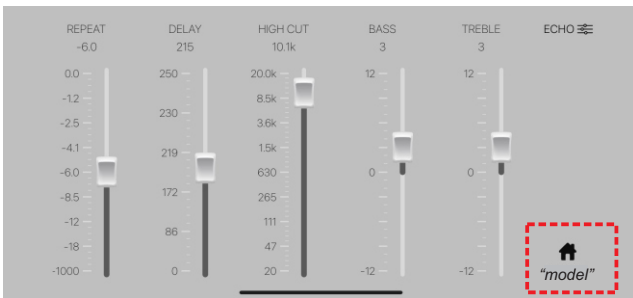 REPEAT DELAY HIGH CUT BASS TREBLE ECHO
-6.0 215 10.1k 3 3
0.0 250 20.0k 12 12
-1.2 8.5k
230
-2.5 3.6k
-4.1 219 1.5k
-6.0 630 0 0
-8.5 172 265
-12 86 111
-18 47
-1000 0 20 -12 -12
“model”